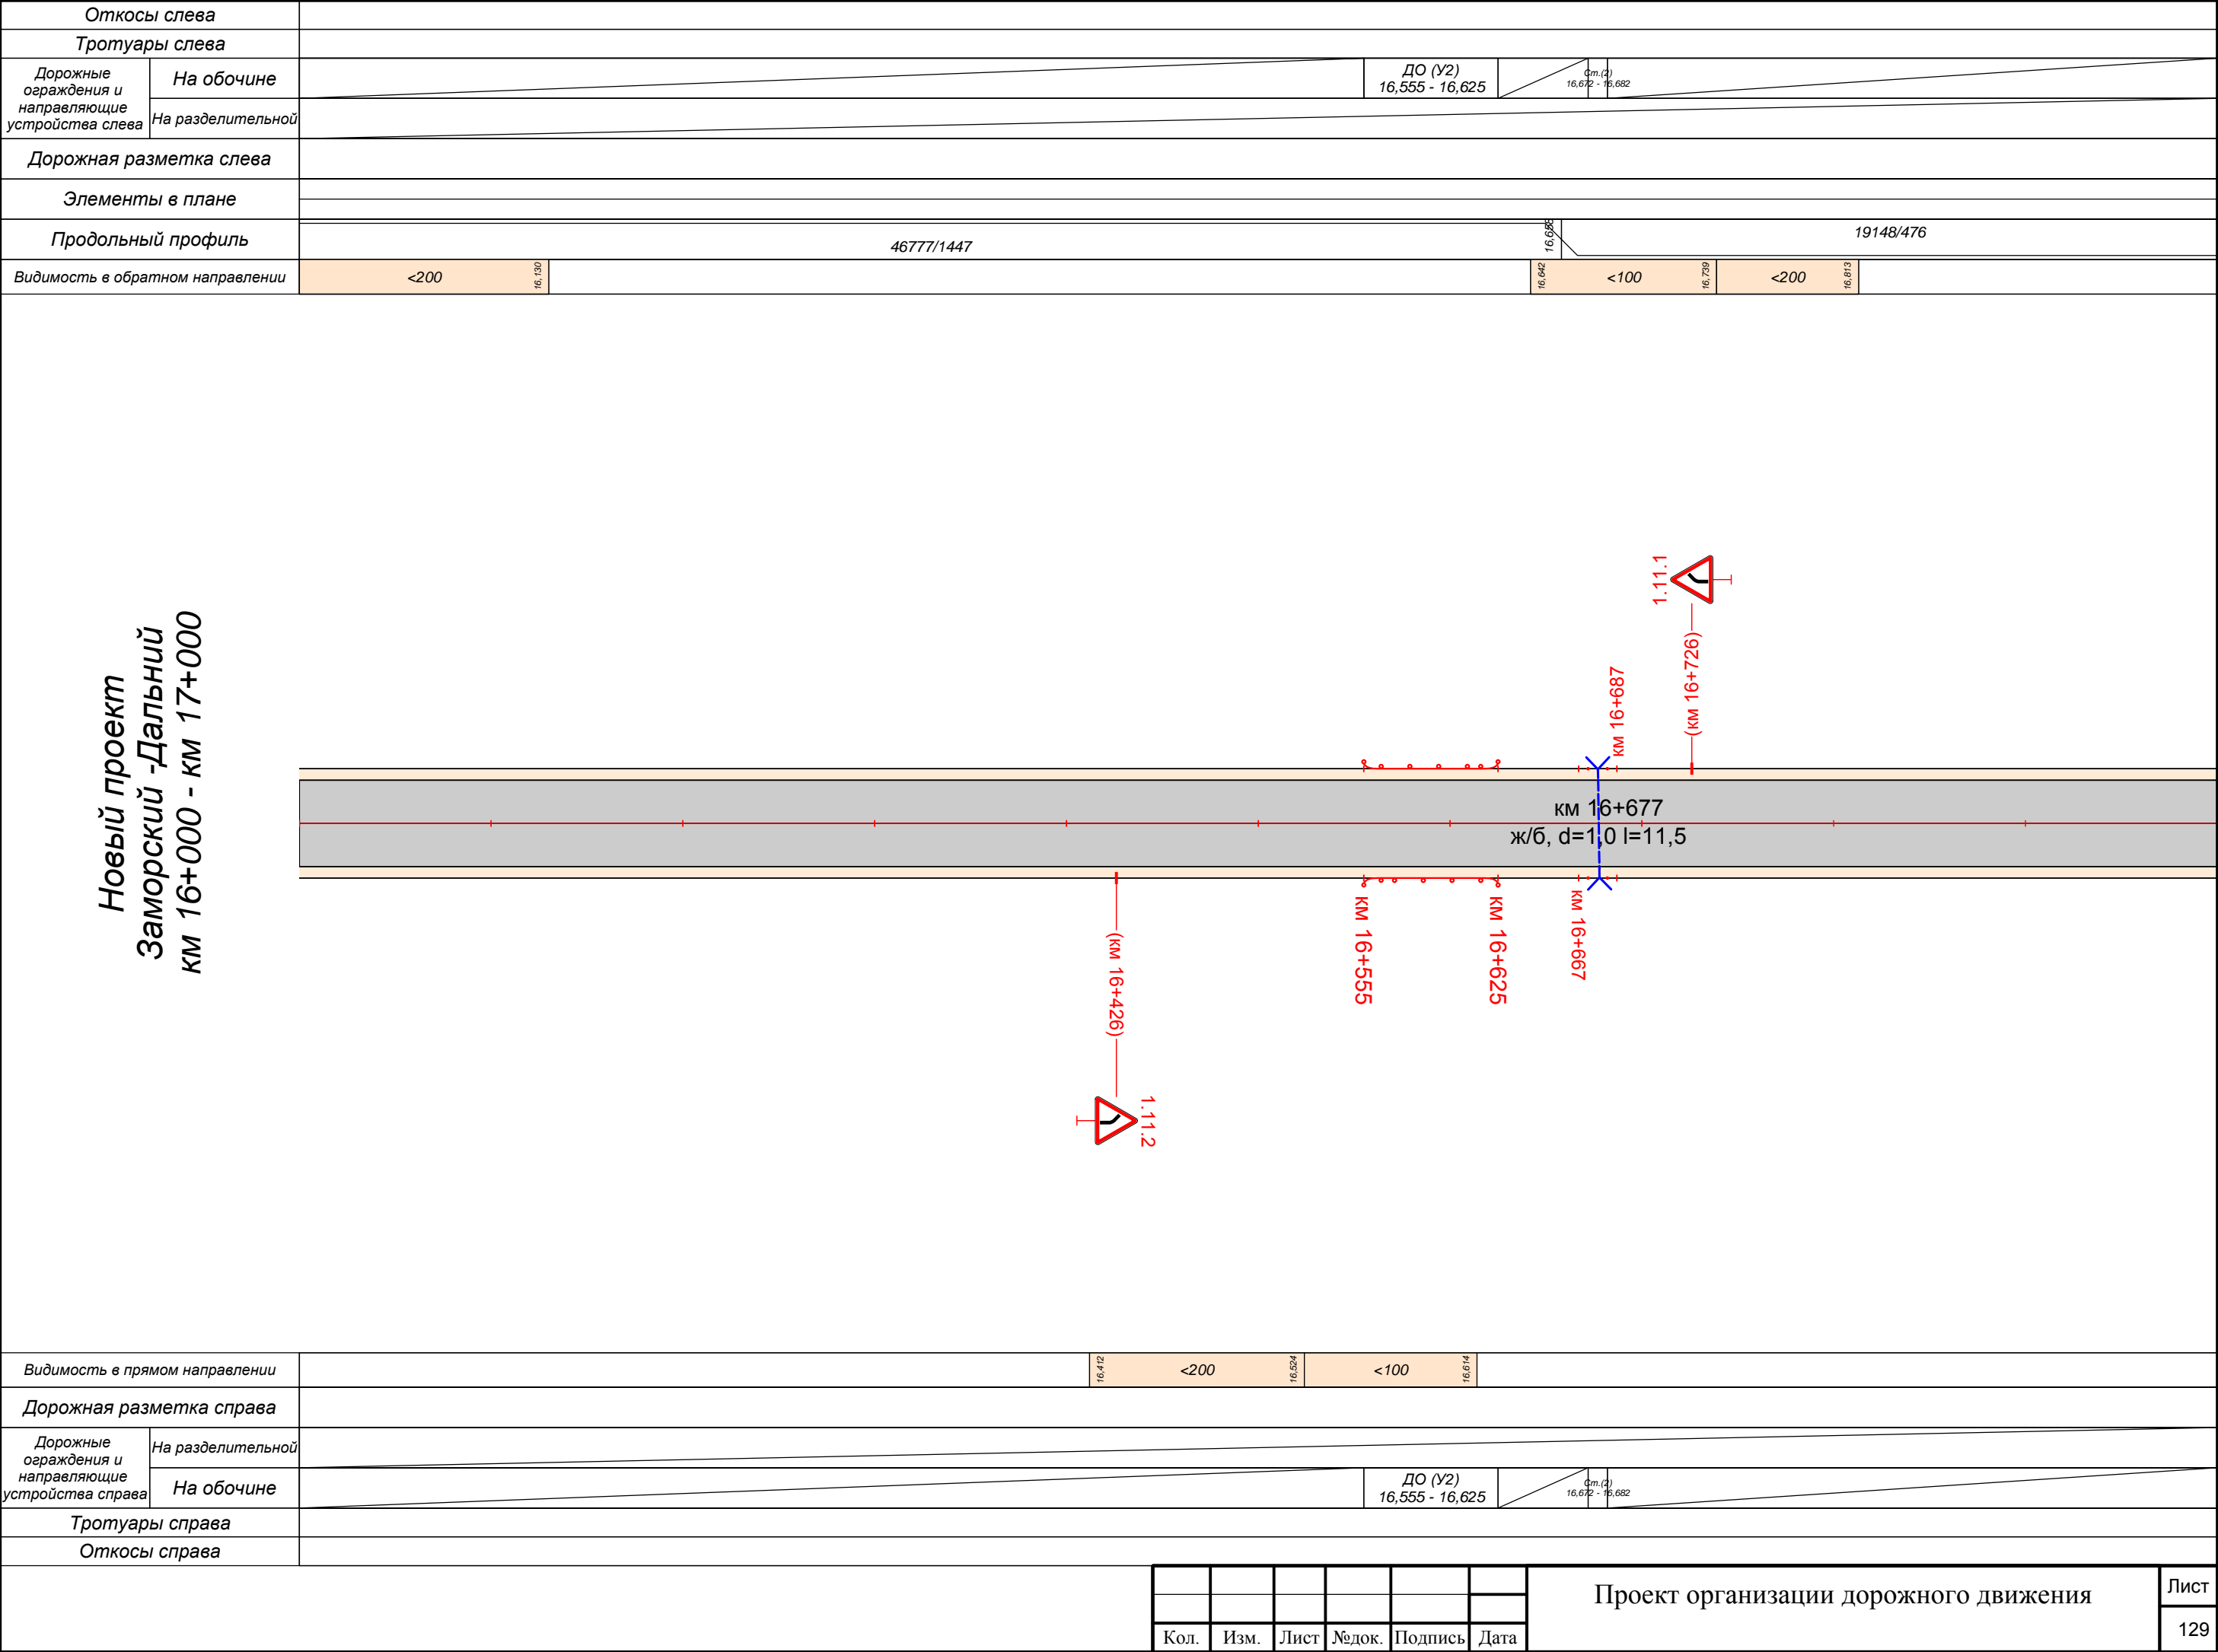 Откосы слева
Тротуары слева
Дорожные
ограждения и
направляющие
устройства слева
На обочине
ДО (У2)
16,555 - 16,625
Ст.(2)
16,672 - 16,682
На разделительной
Дорожная разметка слева
Элементы в плане
Продольный профиль
46777/1447
16,658
19148/476
Видимость в обратном направлении
<200
16,130
16,642
<100
16,739
<200
16,813
Новый проект
Заморский -Дальний
км 16+000 - км 17+000
1.11.1
(км 16+726)
км 16+687
км 16+677
ж/б, d=1,0 l=11,5
км 16+555
км 16+625
км 16+667
(км 16+426)
1.11.2
Видимость в прямом направлении
16,412
<200
16,524
<100
16,614
Дорожная разметка справа
Дорожные
ограждения и
направляющие
устройства справа
На разделительной
На обочине
ДО (У2)
16,555 - 16,625
Ст.(2)
16,672 - 16,682
Тротуары справа
Откосы справа
Проект организации дорожного движения
Лист
129
Кол.
Изм.
Лист
№док.
Подпись
Дата